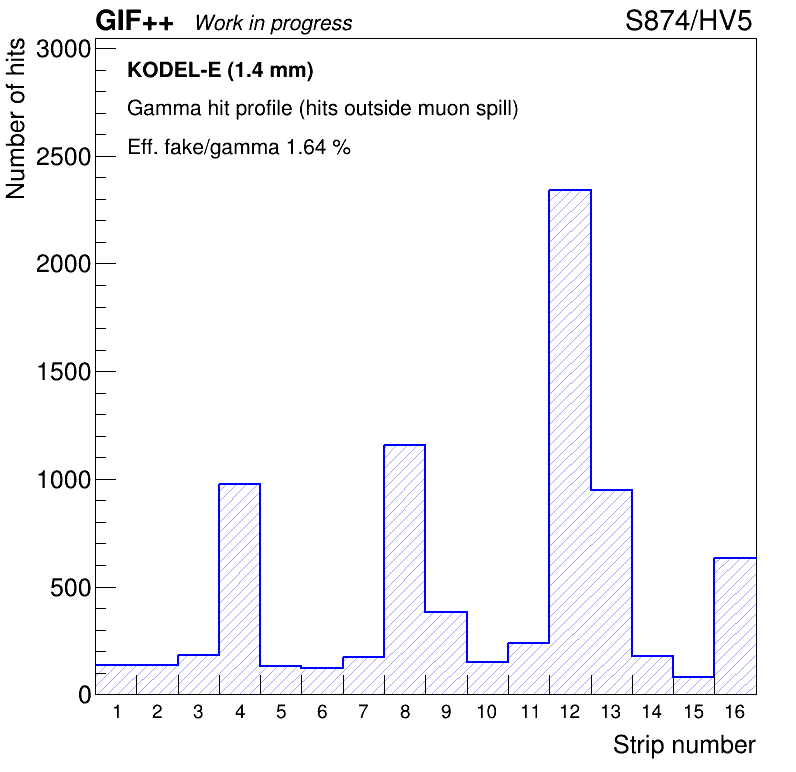 GIF++ Work in progress S874/HV5
Number of hits
KODEL-E (1.4 mm)
Gamma hit profile (hits outside muon spill)
Eff. fake/gamma 1.64 %
3000
2500
2000
1500
1000
500
0
1 2 3 4 5 6 7 8 9 10 11 12 13 14 15 16
Strip number